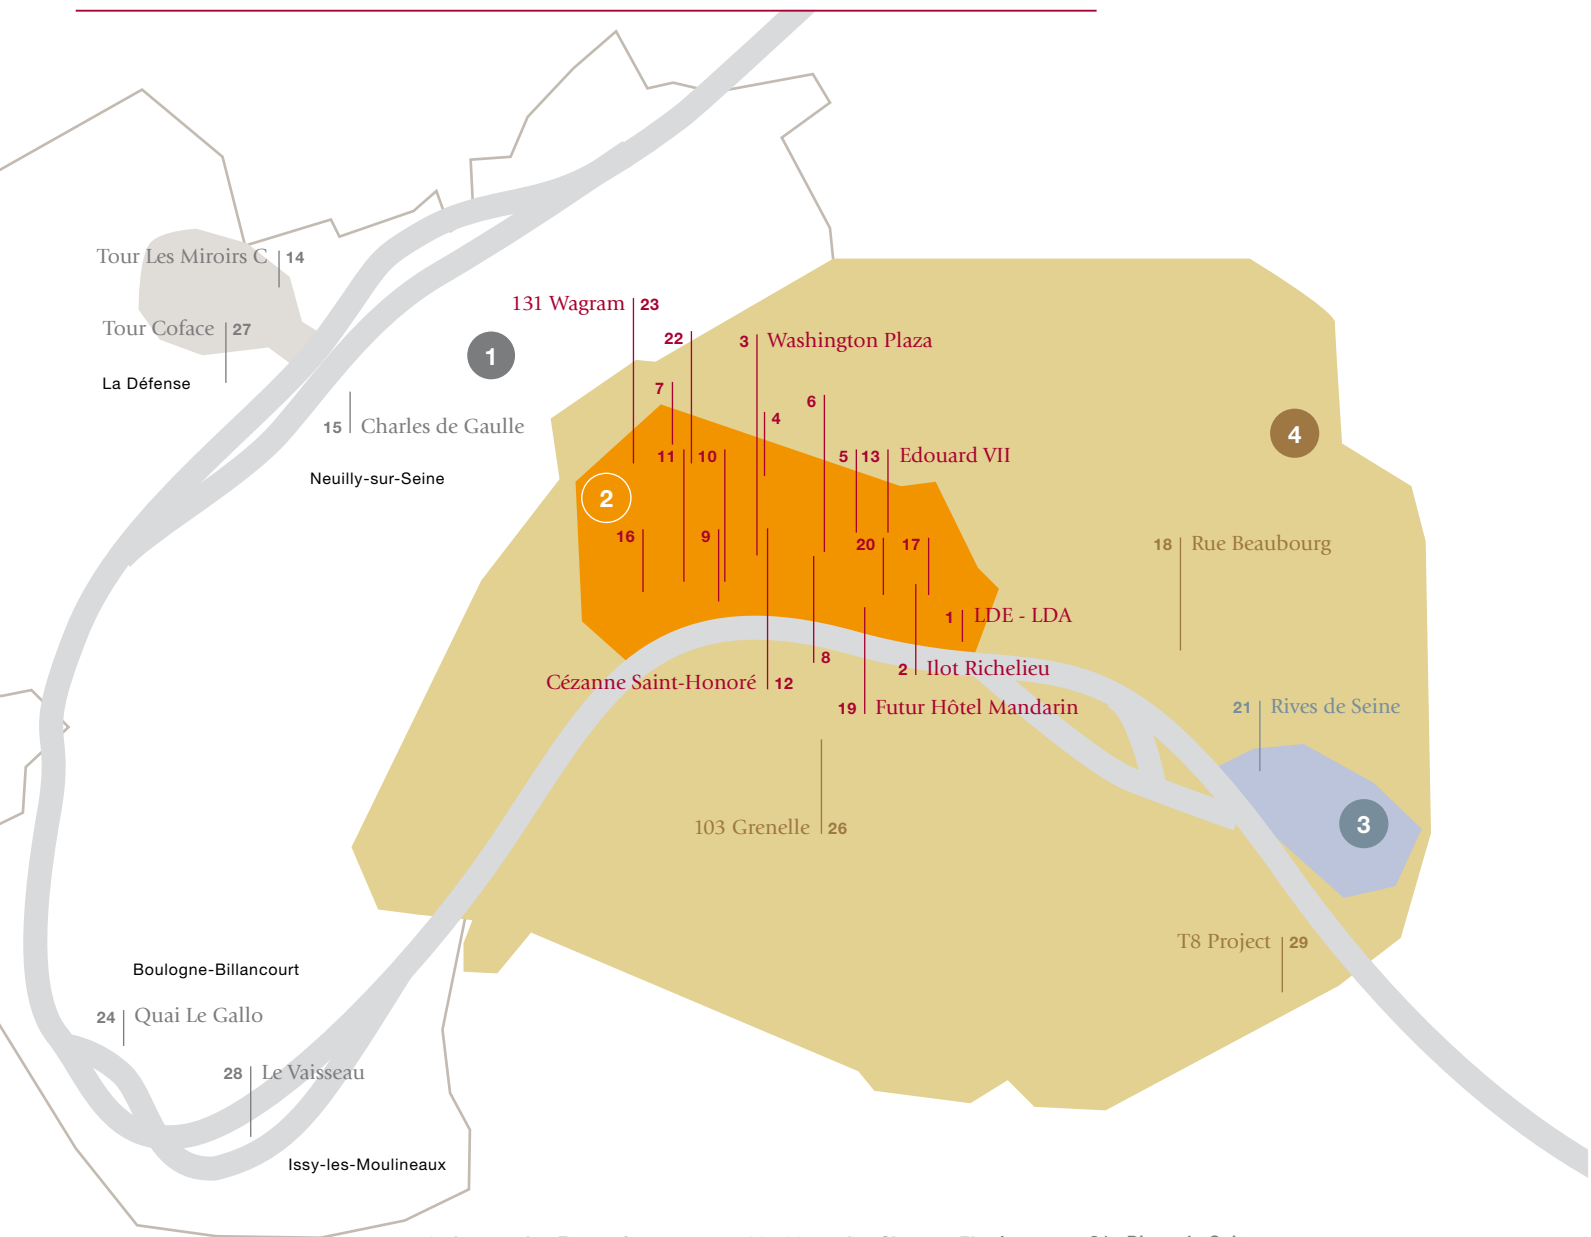 Tour Les Miroirs C 14
131 Wagram 23
Tour Coface 27
22
3 Washington Plaza
1
La Défense
7
6
4
15 Charles de Gaulle
4
11
10
5
13 Edouard VII
Neuilly-sur-Seine
2
16
9
20
17
18 Rue Beaubourg
1 LDE - LDA
8
2 Ilot Richelieu
Cézanne Saint-Honoré 12
19 Futur Hôtel Mandarin
21 Rives de Seine
103 Grenelle 26
3
T8 Project 29
Boulogne-Billancourt
24 Quai Le Gallo
28 Le Vaisseau
Issy-les-Moulineaux